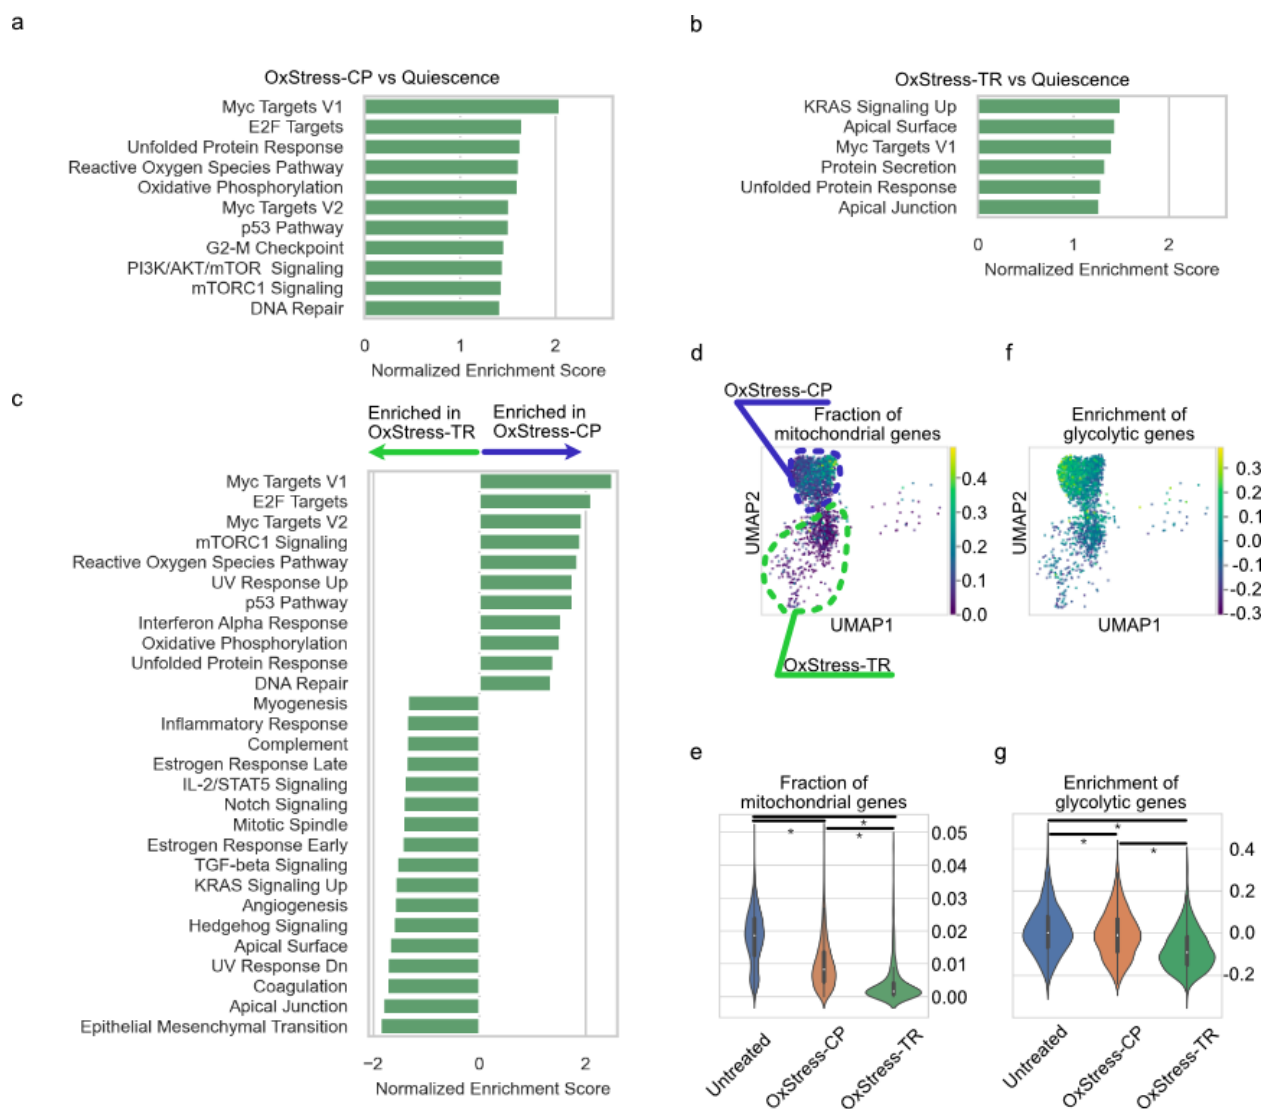 a
OxStress-CP vs Quiescence
Myc Targets V1
E2F Targets
Unfolded Protein Response
Reactive Oxygen Species Pathway
Oxidative Phosphorylation
Myc Targets V2
p53 Pathway
G2-M Checkpoint
PI3K/AKT/mTOR Signaling
mTORC1 Signaling
DNA Repair
0 1 2
Normalized Enrichment Score
b
OxStress-TR vs Quiescence
KRAS Signaling Up
Apical Surface
Myc Targets V1
Protein Secretion
Unfolded Protein Response
Apical Junction
0 1 2
Normalized Enrichment Score
c
Enriched in
OxStress-TR
Enriched in
OxStress-CP
Myc Targets V1
E2F Targets
Myc Targets V2
mTORC1 Signaling
Reactive Oxygen Species Pathway
UV Response Up
p53 Pathway
Interferon Alpha Response
Oxidative Phosphorylation
Unfolded Protein Response
DNA Repair
Myogenesis
Inflammatory Response
Complement
Estrogen Response Late
IL-2/STAT5 Signaling
Notch Signaling
Mitotic Spindle
Estrogen Response Early
TGF-beta Signaling
KRAS Signaling Up
Angiogenesis
Hedgehog Signaling
Apical Surface
UV Response Dn
Coagulation
Apical Junction
Epithelial Mesenchymal Transition
−2 0 2
Normalized Enrichment Score
d
OxStress-CP
Fraction of
mitochondrial genes
UMAP2
0.4
0.3
0.2
0.1
0.0
UMAP1
OxStress-TR
f
Enrichment of
glycolytic genes
UMAP2
0.3
0.2
0.1
0.0
-0.1
-0.2
-0.3
UMAP1
e
Fraction of
mitochondrial genes
* * *
0.05
0.04
0.03
0.02
0.01
0.00
Untreated
OxStress-CP
OxStress-TR
g
Enrichment of
glycolytic genes
* * *
0.4
0.2
0.0
-0.2
Untreated
OxStress-CP
OxStress-TR